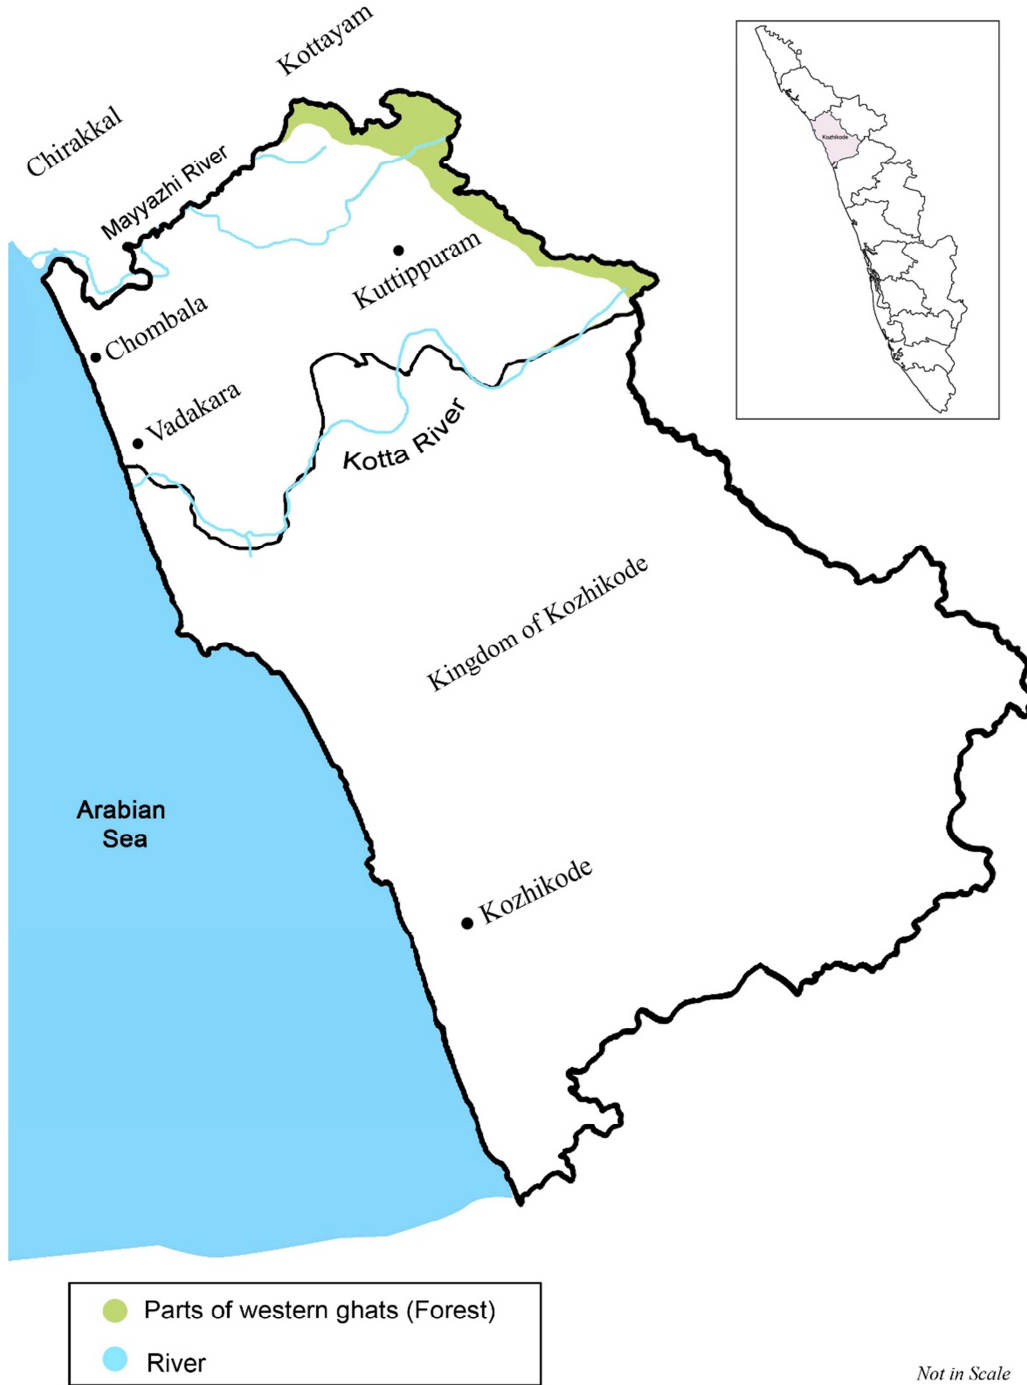 Kottayam
Chirakkal
Mayyazhi River
Kozhikode
Kuttippuram
Chombala
Vadakara
Kotta River
Kingdom of Kozhikode
Arabian
Sea
Kozhikode
Parts of western ghats (Forest)
River
Not in Scale